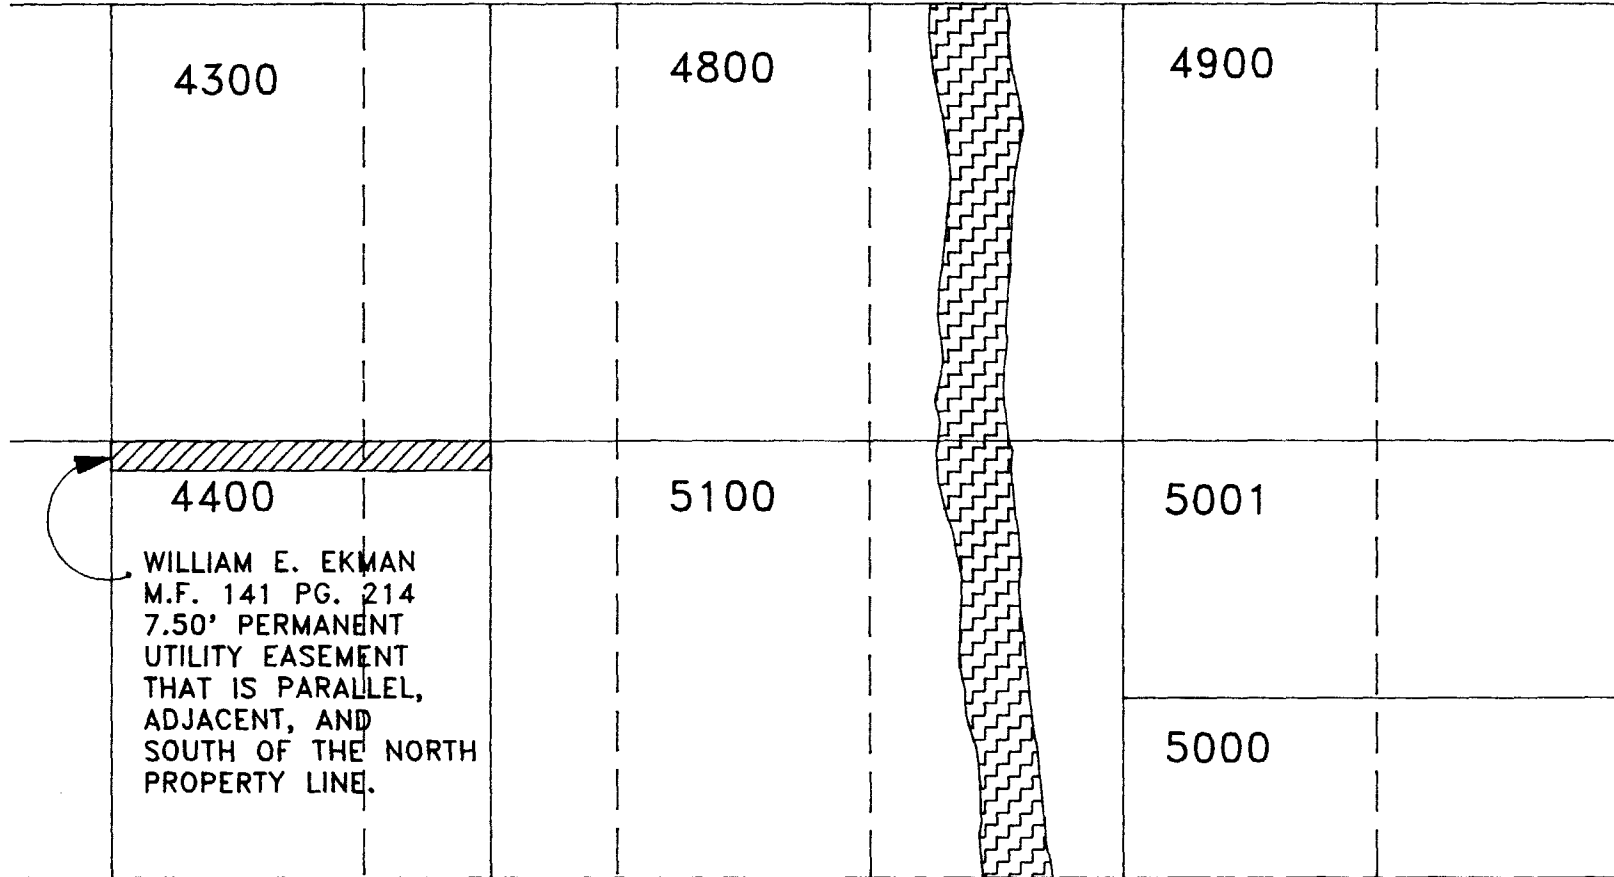 4300
4800
4900
4400
5100
5001
WILLIAM E. EKMAN
M.F. 141 PG. 214
7.50' PERMANENT
UTILITY EASEMENT
THAT IS PARALLEL,
ADJACENT, AND
SOUTH OF THE NORTH
PROPERTY LINE.
5000